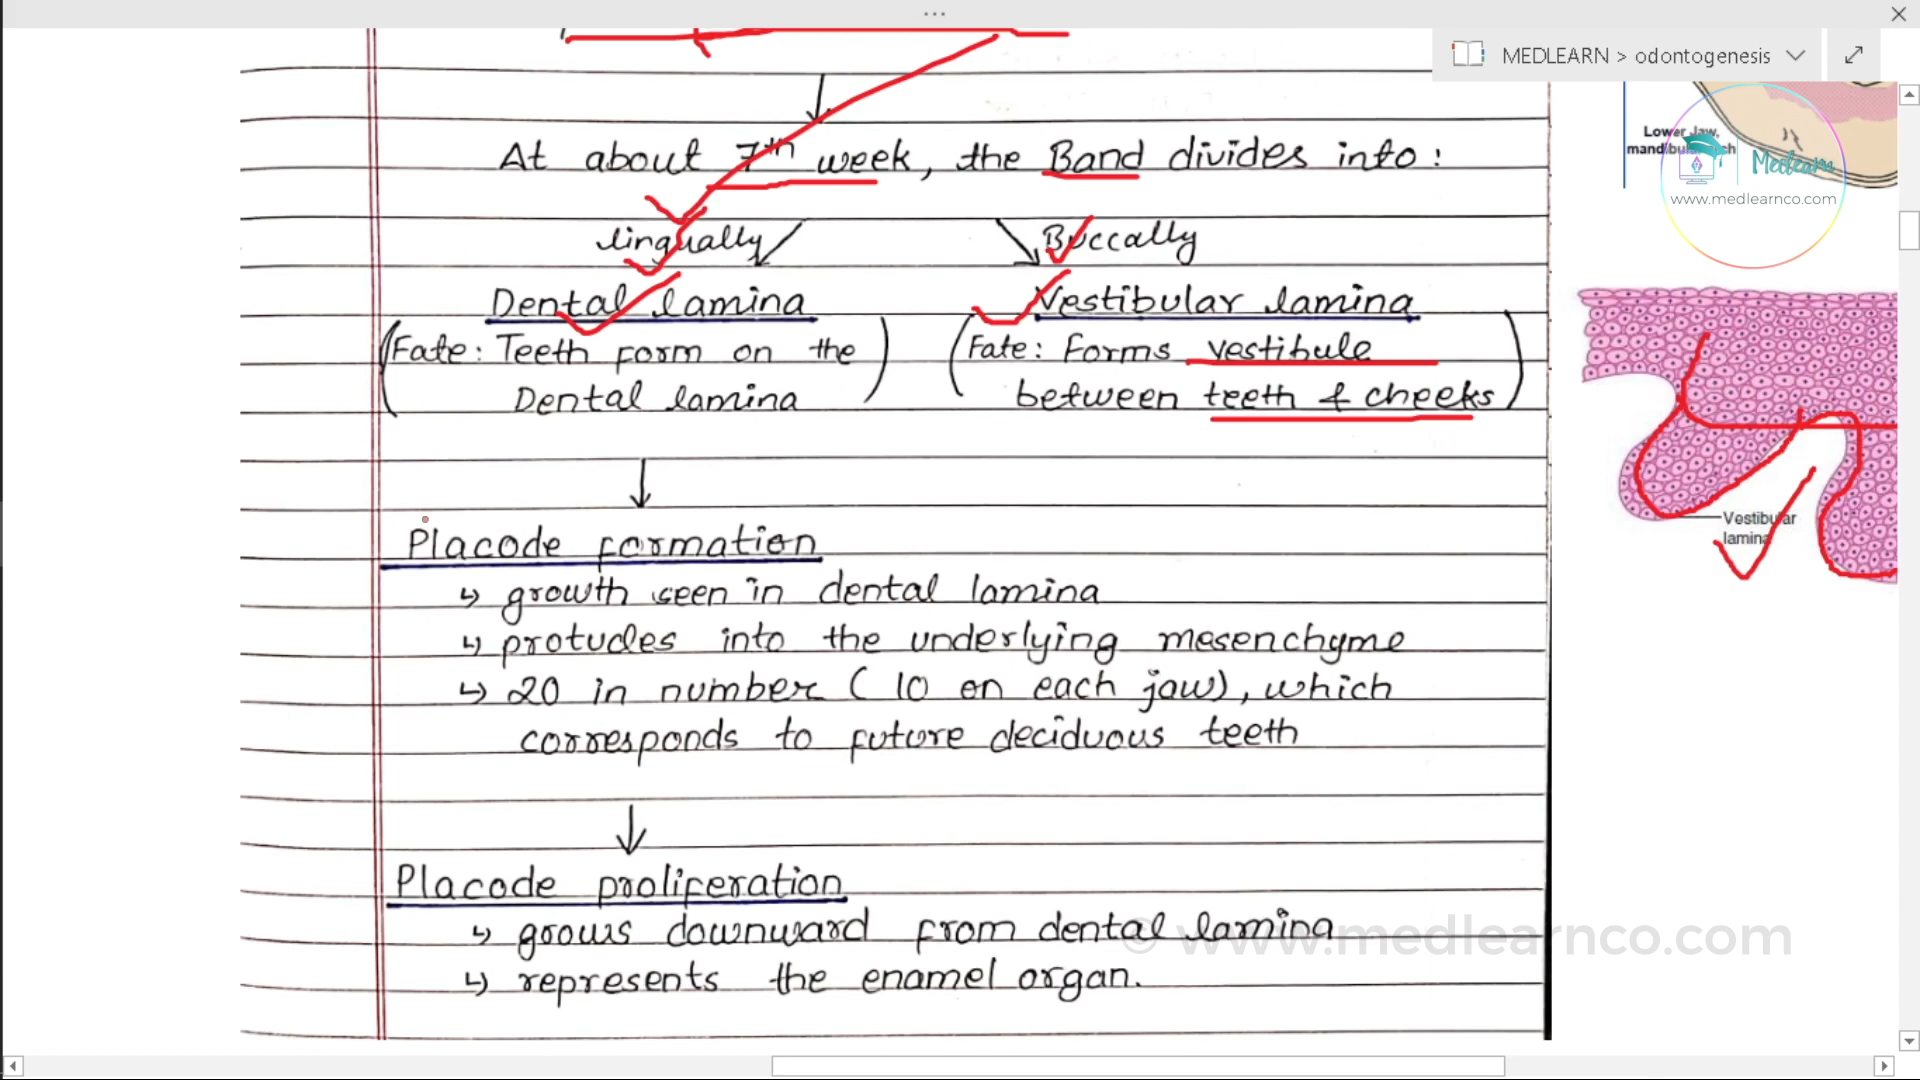 ...
MEDLEARN > odontogenesis
At about 7th week, the Band divides into :
lingually
Buccally
Dental lamina
Vestibular lamina
(Fate: Teeth form on the
Dental lamina)
(Fate: Forms vestibule
between teeth & cheeks)
Placode formation
↳ growth seen in dental lamina
↳ protudes into the underlying mesenchyme
↳ 20 in number ( 10 on each jaw), which
corresponds to future deciduous teeth
Placode proliferation
↳ grows downward from dental lamina
↳ represents the enamel organ.
Lower Jaw,
Medlearn
www.medlearnco.com
Vestibular
lamina
© www.medlearnco.com